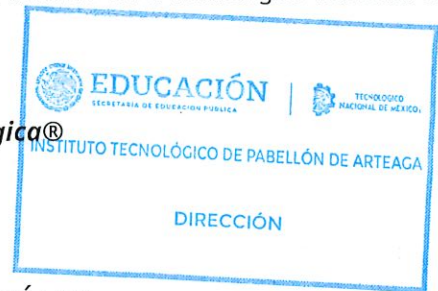 EDUCACIÓN
SECRETARÍA DE EDUCACIÓN PÚBLICA
TECNOLÓGICO
NACIONAL DE MÉXICO®
gica®
INSTITUTO TECNOLÓGICO DE PABELLÓN DE ARTEAGA
DIRECCIÓN